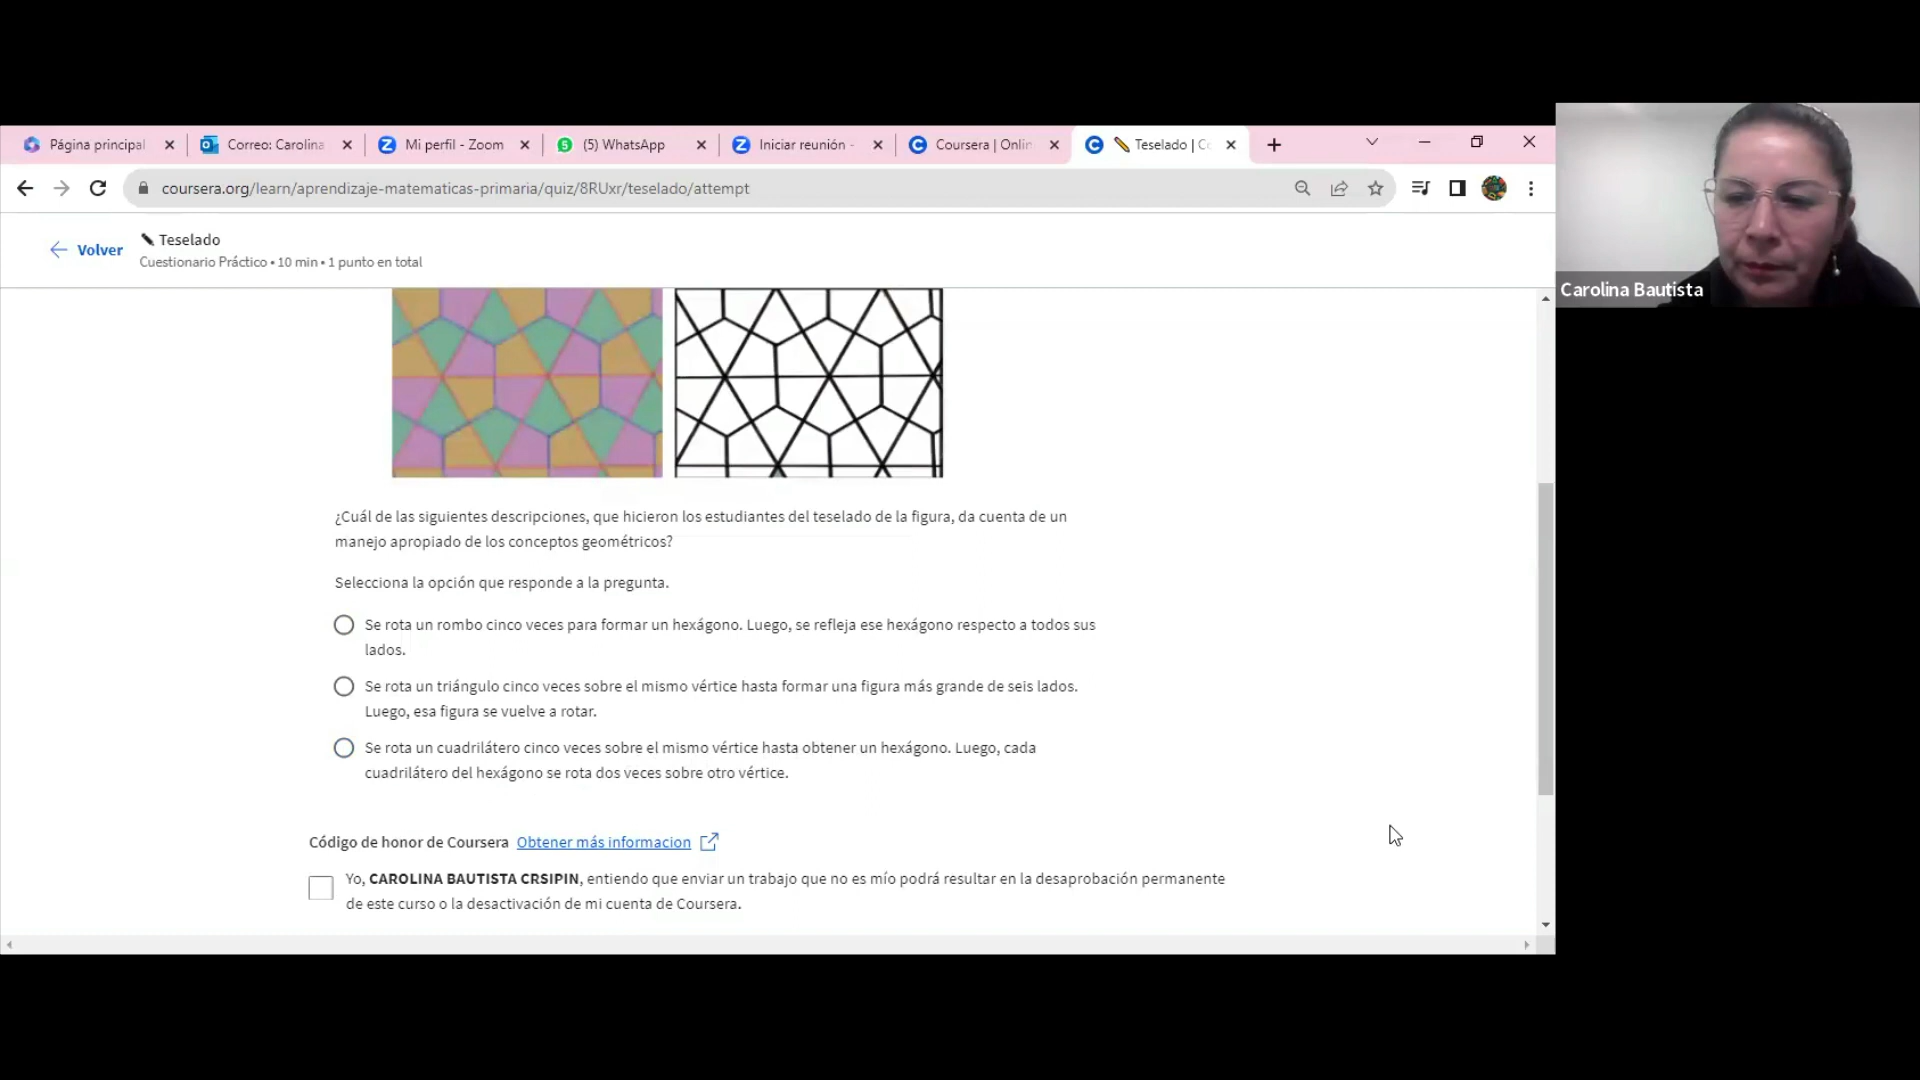 Página principal
Correo: Carolina
Mi perfil - Zoom
(5) WhatsApp
Iniciar reunión -
Coursera | Onlin
Teselado | Co
coursera.org/learn/aprendizaje-matematicas-primaria/quiz/8RUxr/teselado/attempt
Volver
Teselado
Cuestionario Práctico • 10 min • 1 punto en total
Carolina Bautista
¿Cuál de las siguientes descripciones, que hicieron los estudiantes del teselado de la figura, da cuenta de un
manejo apropiado de los conceptos geométricos?
Selecciona la opción que responde a la pregunta.
Se rota un rombo cinco veces para formar un hexágono. Luego, se refleja ese hexágono respecto a todos sus
lados.
Se rota un triángulo cinco veces sobre el mismo vértice hasta formar una figura más grande de seis lados.
Luego, esa figura se vuelve a rotar.
Se rota un cuadrilátero cinco veces sobre el mismo vértice hasta obtener un hexágono. Luego, cada
cuadrilátero del hexágono se rota dos veces sobre otro vértice.
Código de honor de Coursera Obtener más informacion
Yo, CAROLINA BAUTISTA CRSIPIN, entiendo que enviar un trabajo que no es mío podrá resultar en la desaprobación permanente
de este curso o la desactivación de mi cuenta de Coursera.